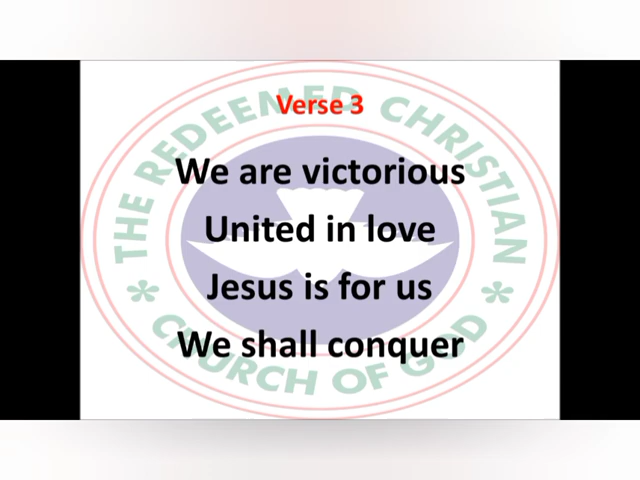 Verse 3
We are victorious
United in love
Jesus is for us
We shall conquer
THE REDEEMED CHRISTIAN
* CHURCH OF GOD *